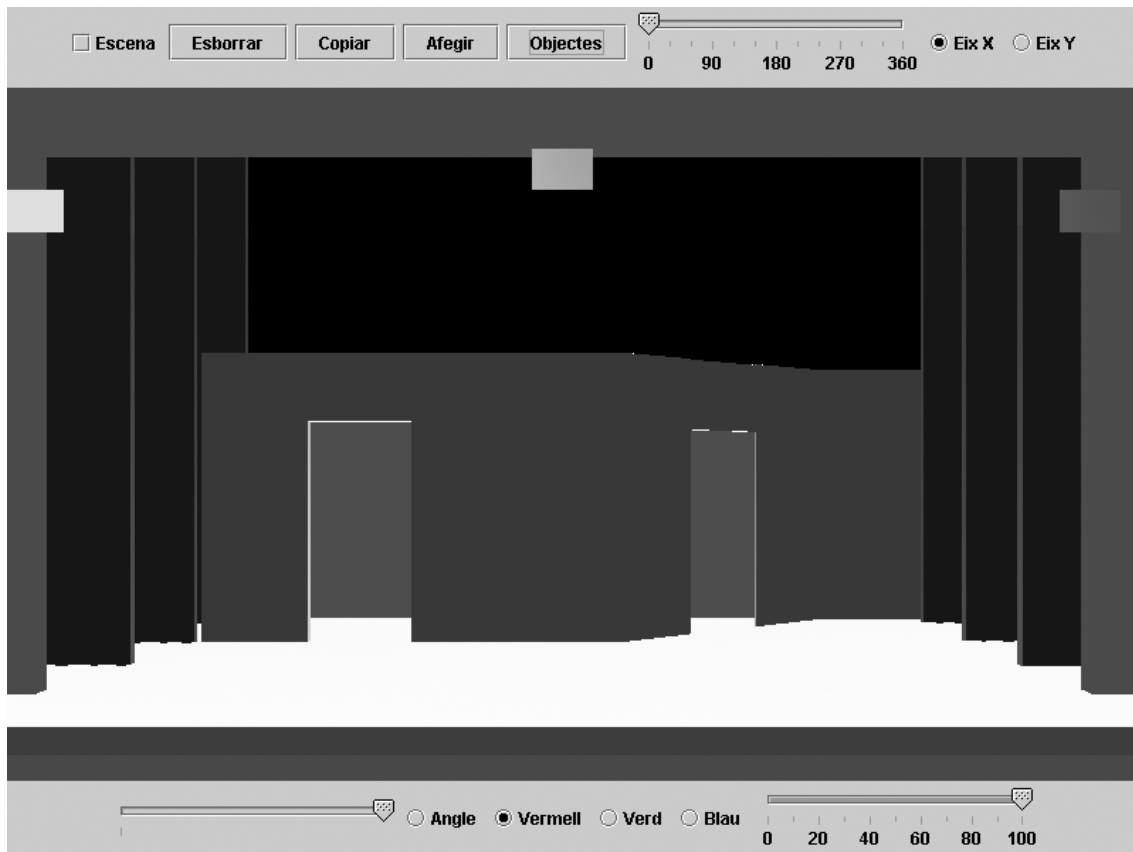 Escena Esborrar Copiar Afegir Objectes Eix X Eix Y
0 90 180 270 360
Angle Vermell Verd Blau
0 20 40 60 80 100